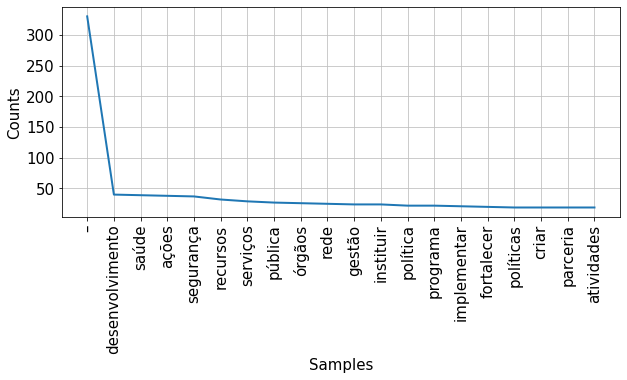 300
250
200
150
100
50
Counts
–
desenvolvimento
saúde
ações
segurança
recursos
serviços
pública
órgãos
rede
gestão
instituir
política
programa
implementar
fortalecer
políticas
criar
parceria
atividades
Samples